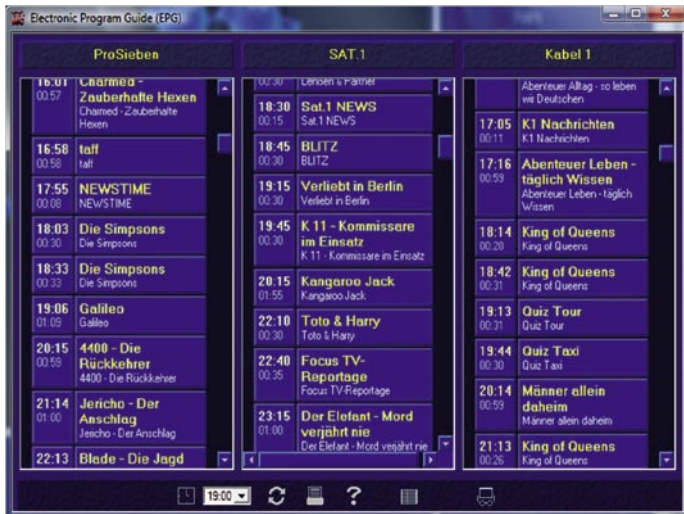 Electronic Program Guide (EPG)
ProSieben
16:01 Charmed -
00:57 Zauberhafte Hexen
Charmed - Zauberhafte
Hexen
16:58 taff
00:58 taff
17:55 NEWSTIME
00:08 NEWSTIME
18:03 Die Simpsons
00:30 Die Simpsons
18:33 Die Simpsons
00:33 Die Simpsons
19:06 Galileo
01:09 Galileo
20:15 4400 - Die
00:59 Rückkehrer
4400 - Die Rückkehrer
21:14 Jericho - Der
01:00 Anschlag
Jericho - Der Anschlag
22:13 Blade - Die Jagd
SAT.1
00:30 Lenßen & Partner
18:30 Sat.1 NEWS
00:15 Sat.1 NEWS
18:45 BLITZ
00:30 BLITZ
19:15 Verliebt in Berlin
00:30 Verliebt in Berlin
19:45 K 11 - Kommissare
00:30 im Einsatz
K 11 - Kommissare im Einsatz
20:15 Kangaroo Jack
01:55 Kangaroo Jack
22:10 Toto & Harry
00:30 Toto & Harry
22:40 Focus TV-
00:35 Reportage
Focus TV-Reportage
23:15 Der Elefant - Mord
01:00 verjährt nie
Der Elefant - Mord verjährt nie
Kabel 1
Abenteuer Alltag - so leben
wir Deutschen
17:05 K1 Nachrichten
00:11 K1 Nachrichten
17:16 Abenteuer Leben -
00:59 täglich Wissen
Abenteuer Leben - täglich
Wissen
18:14 King of Queens
00:28 King of Queens
18:42 King of Queens
00:31 King of Queens
19:13 Quiz Tour
00:31 Quiz Tour
19:44 Quiz Taxi
00:30 Quiz Taxi
20:14 Männer allein
00:59 daheim
Männer allein daheim
21:13 King of Queens
00:26 King of Queens
19:00
?